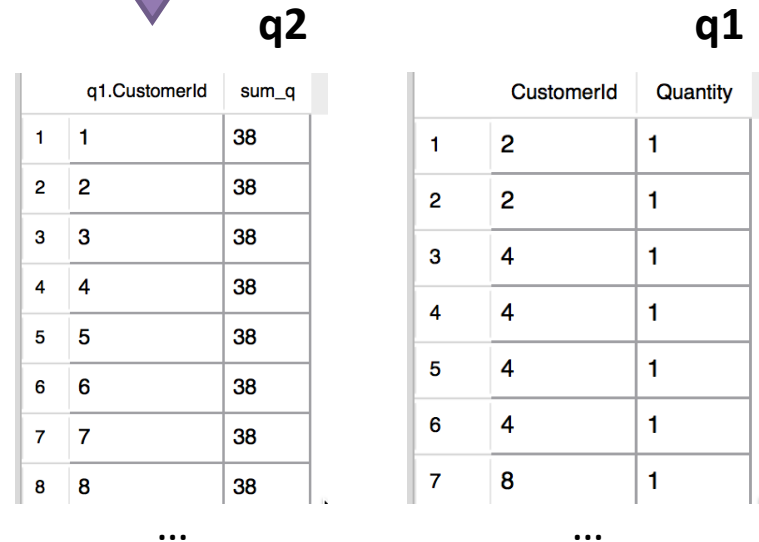 q2
q1.CustomerId sum_q
1 1 38
2 2 38
3 3 38
4 4 38
5 5 38
6 6 38
7 7 38
8 8 38
...
q1
CustomerId Quantity
1 2 1
2 2 1
3 4 1
4 4 1
5 4 1
6 4 1
7 8 1
...